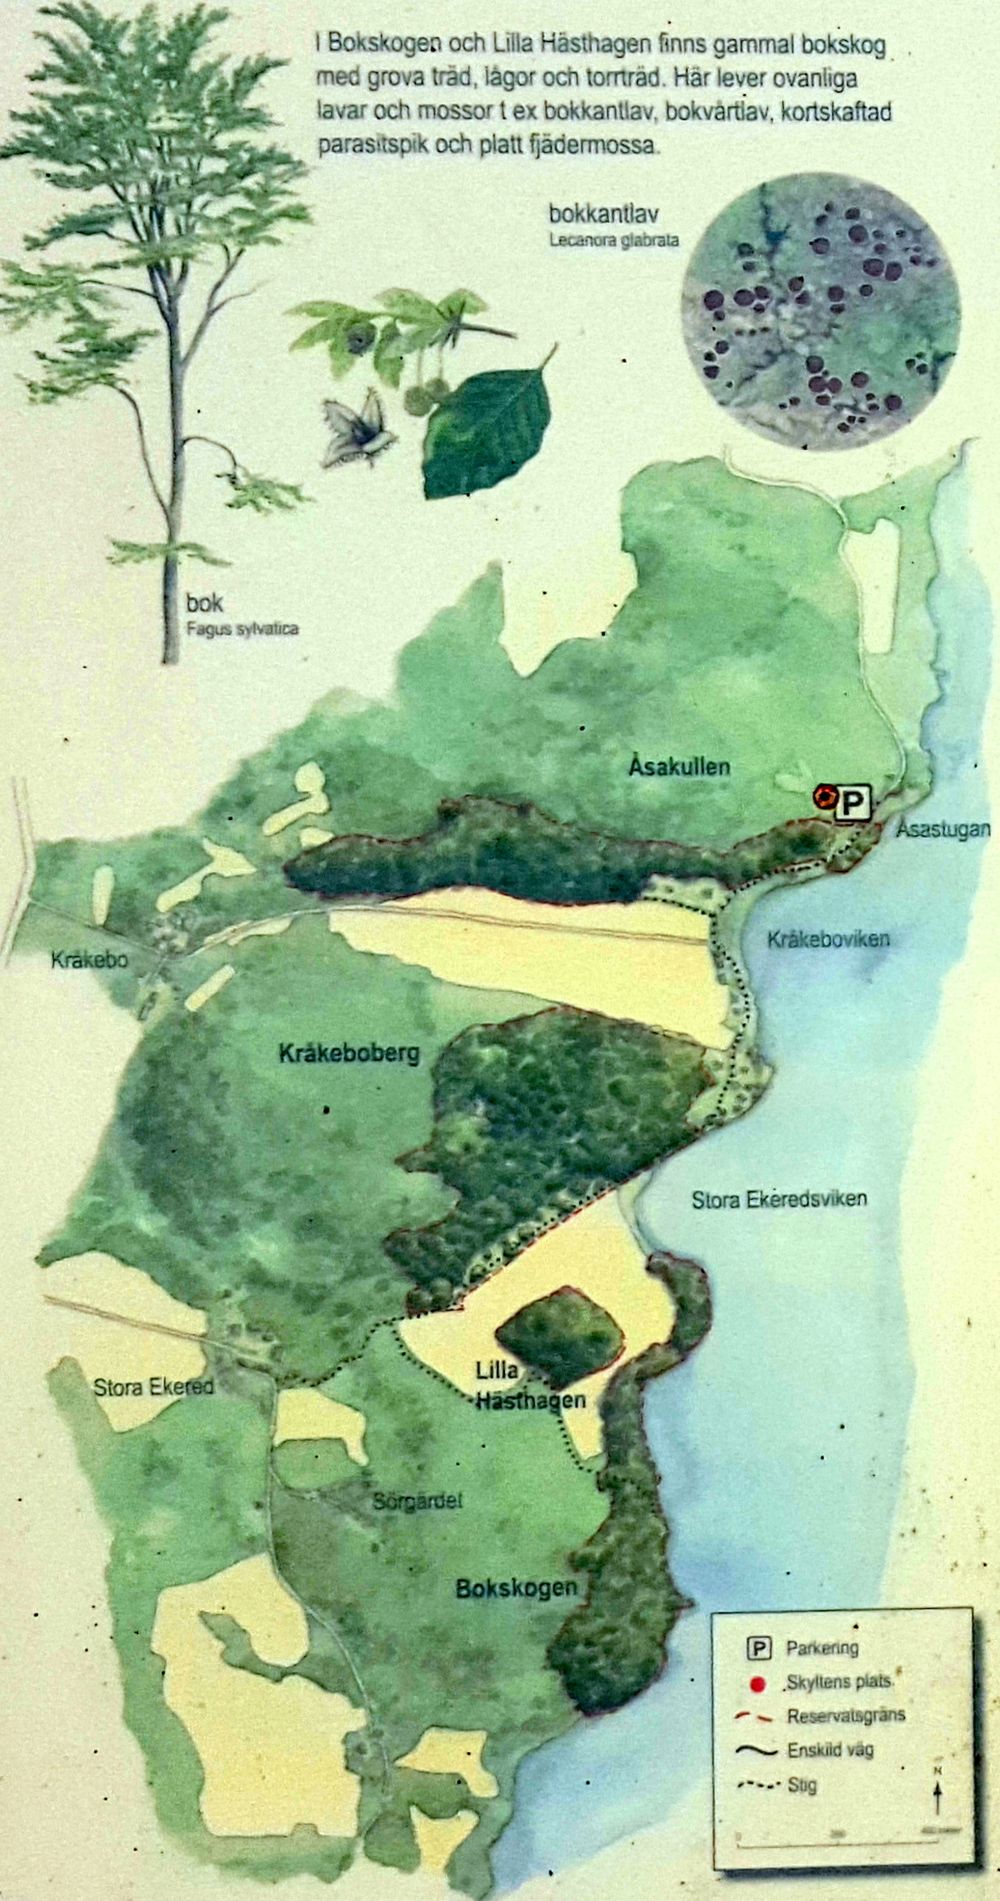 I Bokskogen och Lilla Hästhagen finns gammal bokskog
med grova träd, lågor och torrträd. Här lever ovanliga
lavar och mossor t ex bokkantlav, bokvårtlav, kortskaftad
parasitspik och platt fjädermossa.
bokkantlav
Lecanora glabrata
bok
Fagus sylvatica
Åsakullen
P
Åsastugan
Kråkeboviken
Kråkebo
Kråkeboberg
Stora Ekeredsviken
Lilla
Hästhagen
Stora Ekered
Sörgärdet
Bokskogen
P Parkering
Skyltens plats
Reservatsgräns
Enskild väg
Stig
N
0